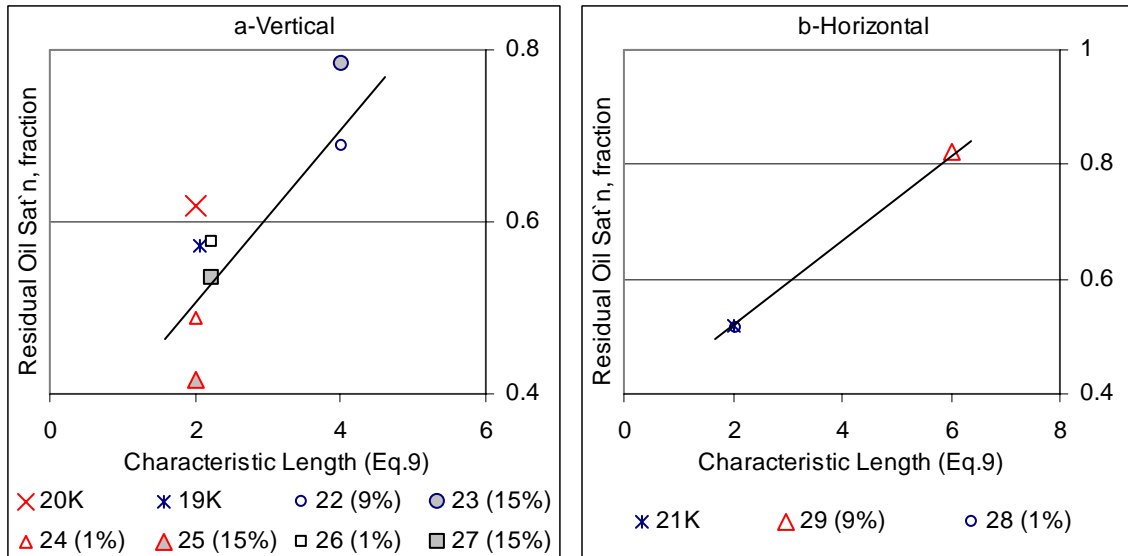 a-Vertical
Residual Oil Sat`n, fraction
0.8
0.6
0.4
0 2 4 6
Characteristic Length (Eq.9)
20K 19K 22 (9%) 23 (15%)
24 (1%) 25 (15%) 26 (1%) 27 (15%)
b-Horizontal
Residual Oil Sat`n, fraction
1
0.8
0.6
0.4
0 2 4 6 8
Characteristic Length (Eq.9)
21K 29 (9%) 28 (1%)